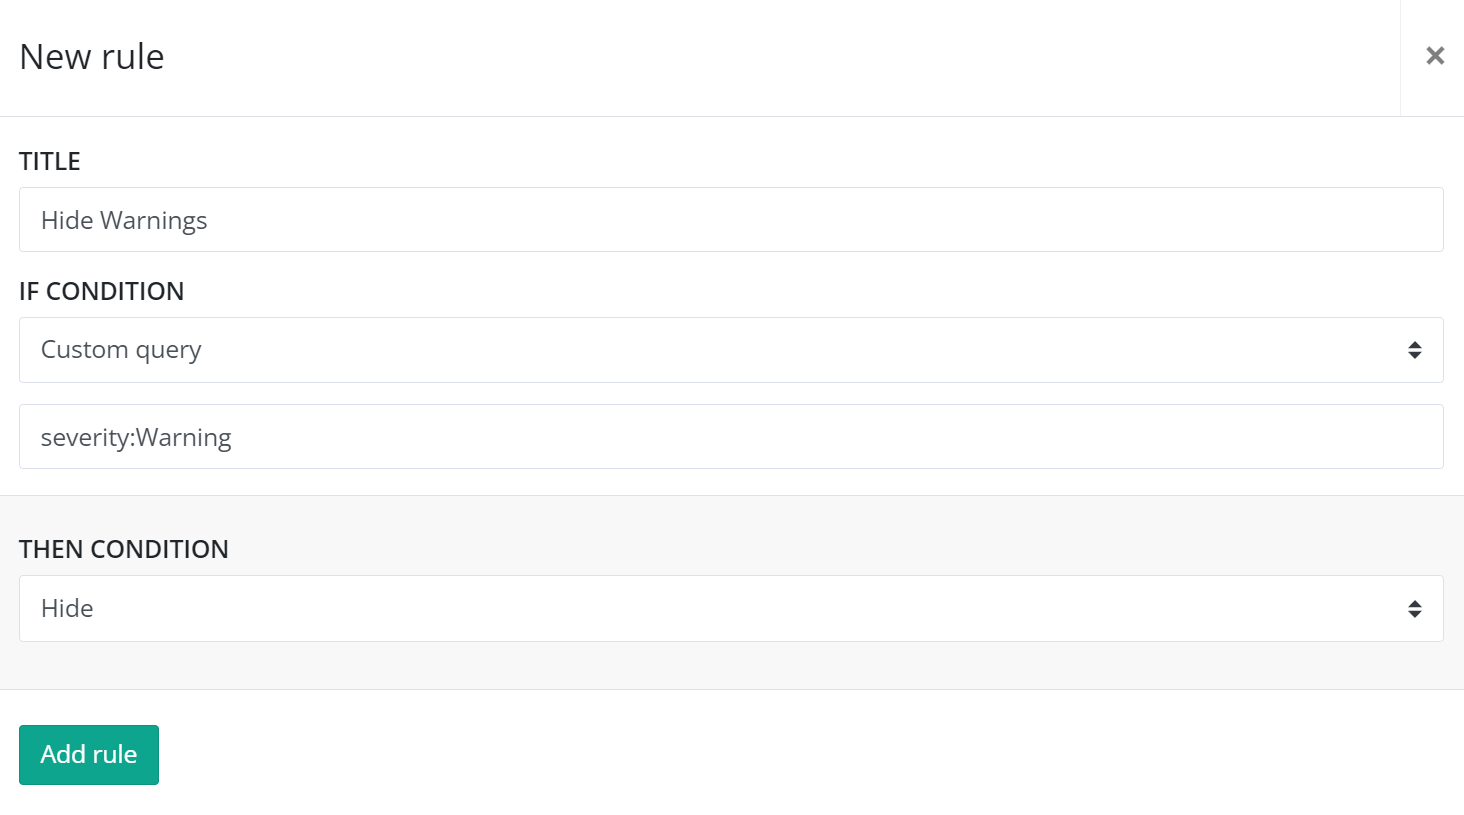 New rule
TITLE
Hide Warnings
IF CONDITION
Custom query
severity:Warning
THEN CONDITION
Hide
Add rule